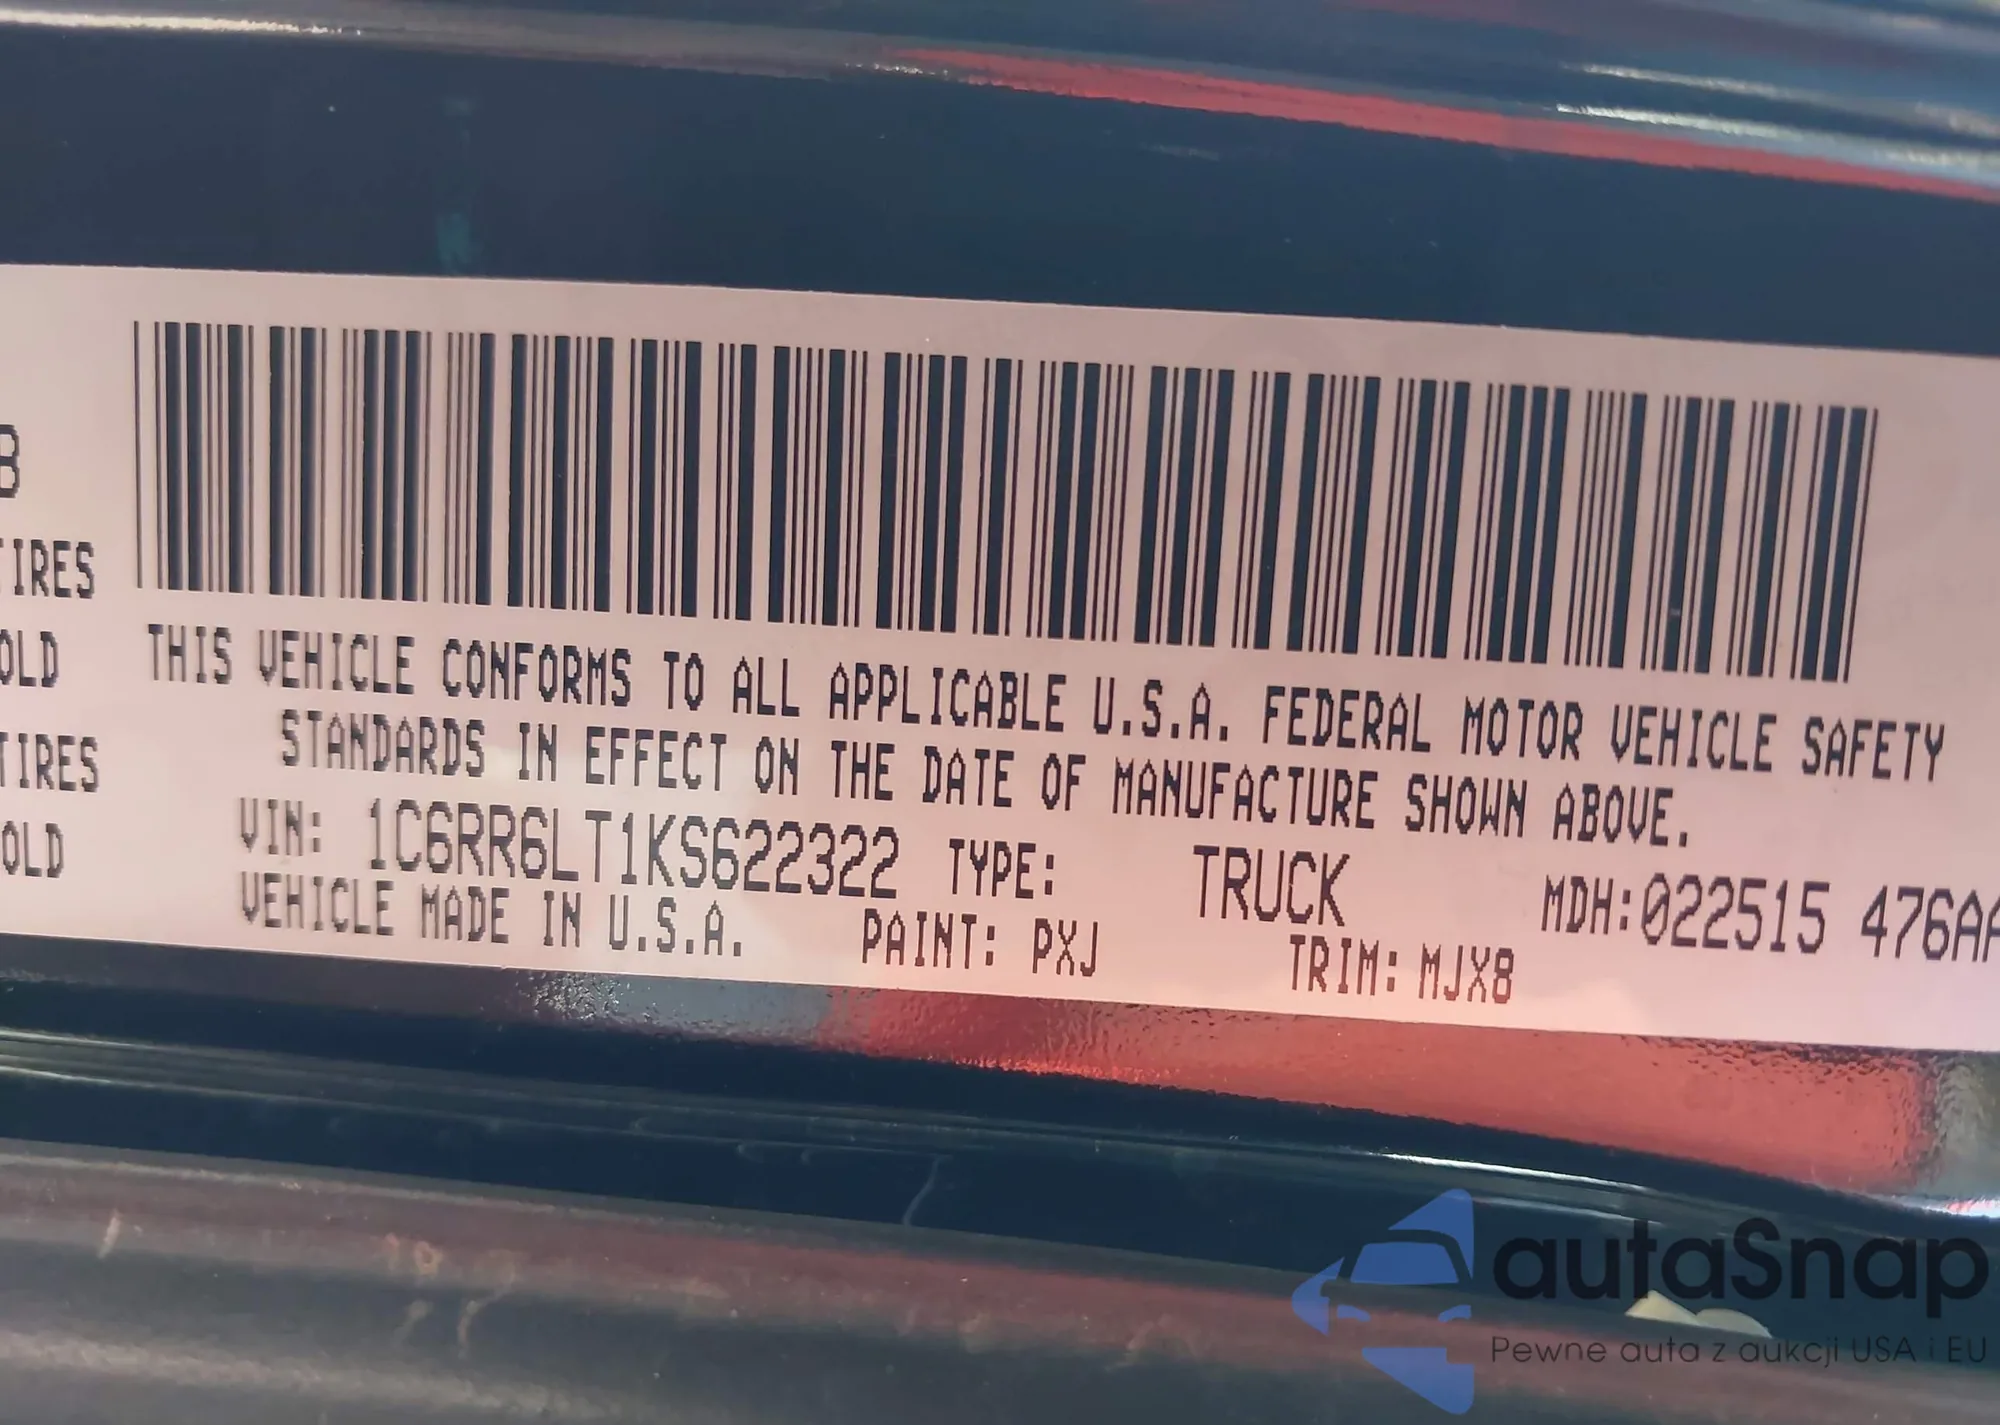 B
TIRES
OLD
THIS VEHICLE CONFORMS TO ALL APPLICABLE U.S.A. FEDERAL MOTOR VEHICLE SAFETY
STANDARDS IN EFFECT ON THE DATE OF MANUFACTURE SHOWN ABOVE.
TIRES
VIN: 1C6RR6LT1KS622322 TYPE: TRUCK MDH:022515 476AA
OLD
VEHICLE MADE IN U.S.A. PAINT: PXJ TRIM: MJX8
autaSnap
Pewne auta z aukcji USA i EU